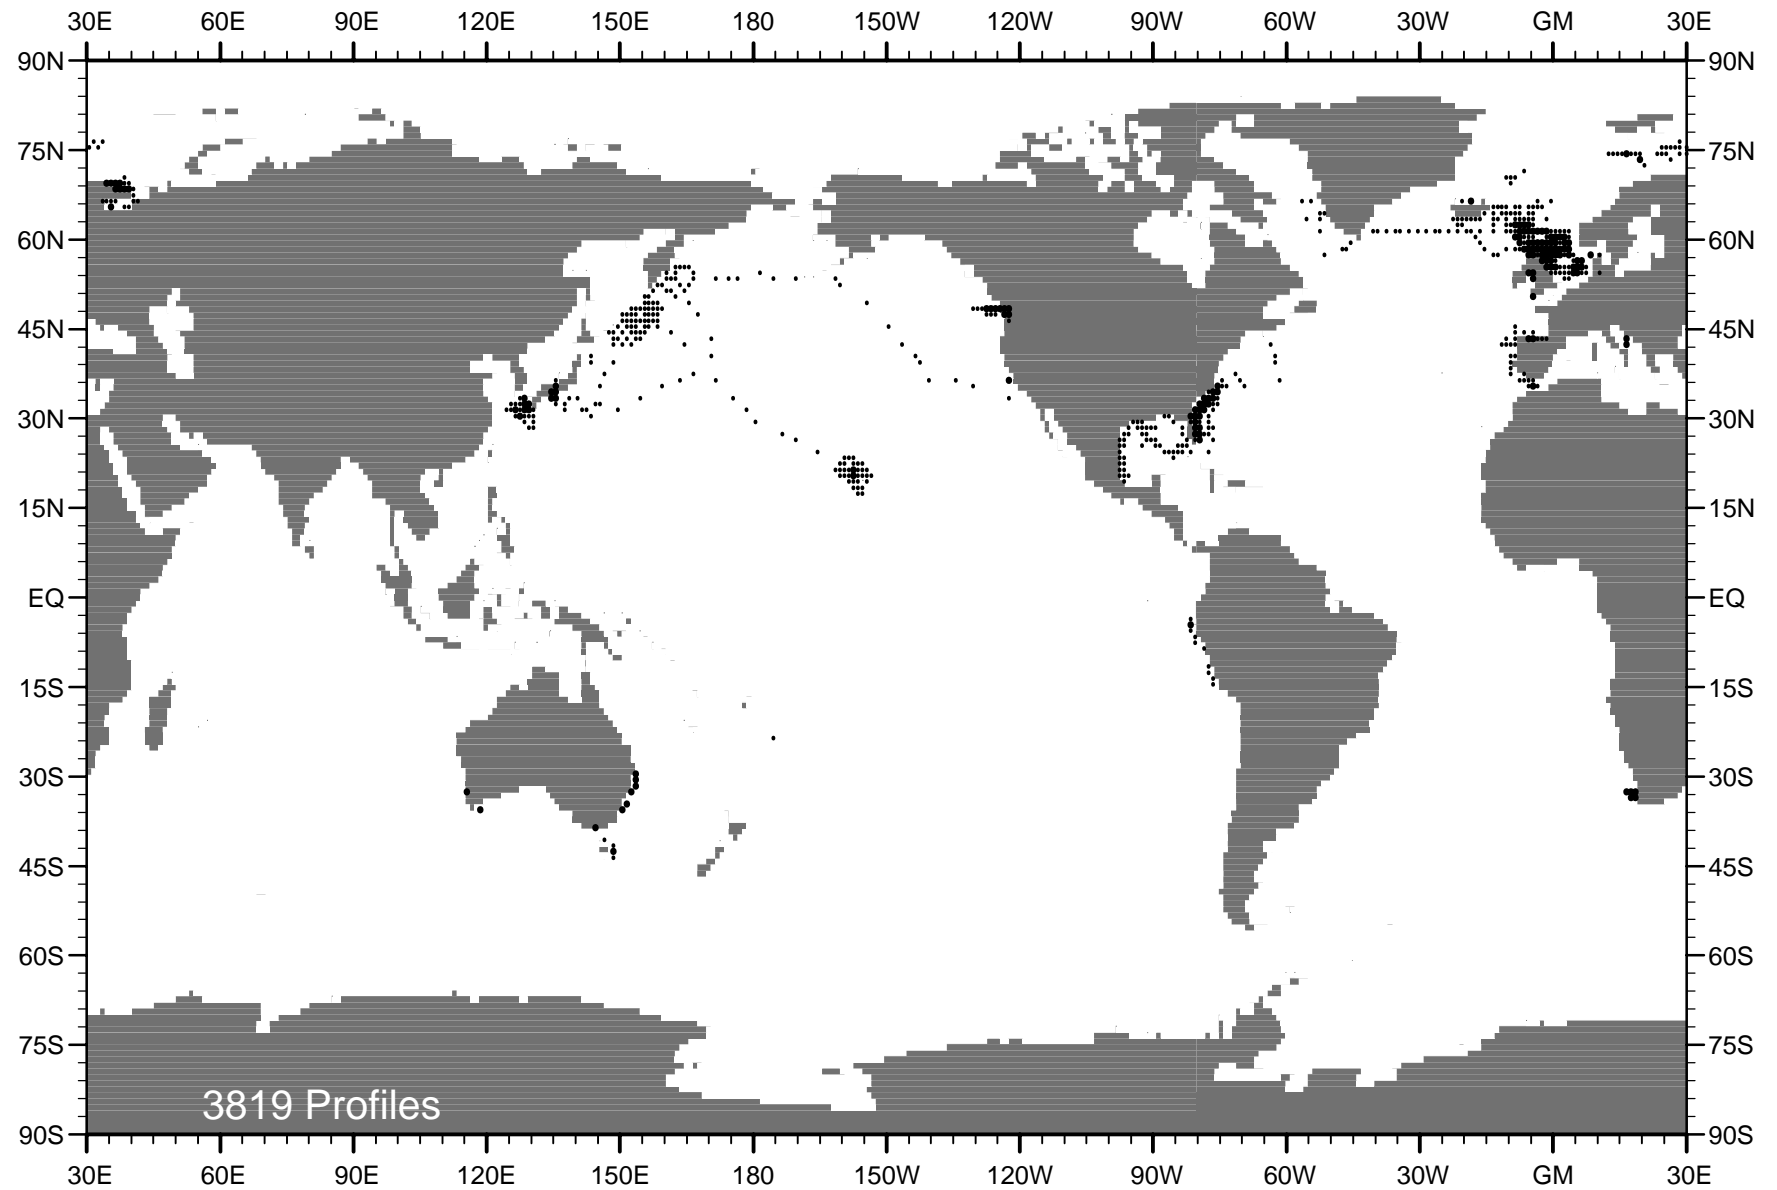 30E 60E 90E 120E 150E 180 150W 120W 90W 60W 30W GM 30E
90N 90N
75N 75N
60N 60N
45N 45N
30N 30N
15N 15N
EQ EQ
15S 15S
30S 30S
45S 45S
60S 60S
75S 75S
3819 Profiles
90S 90S
30E 60E 90E 120E 150E 180 150W 120W 90W 60W 30W GM 30E